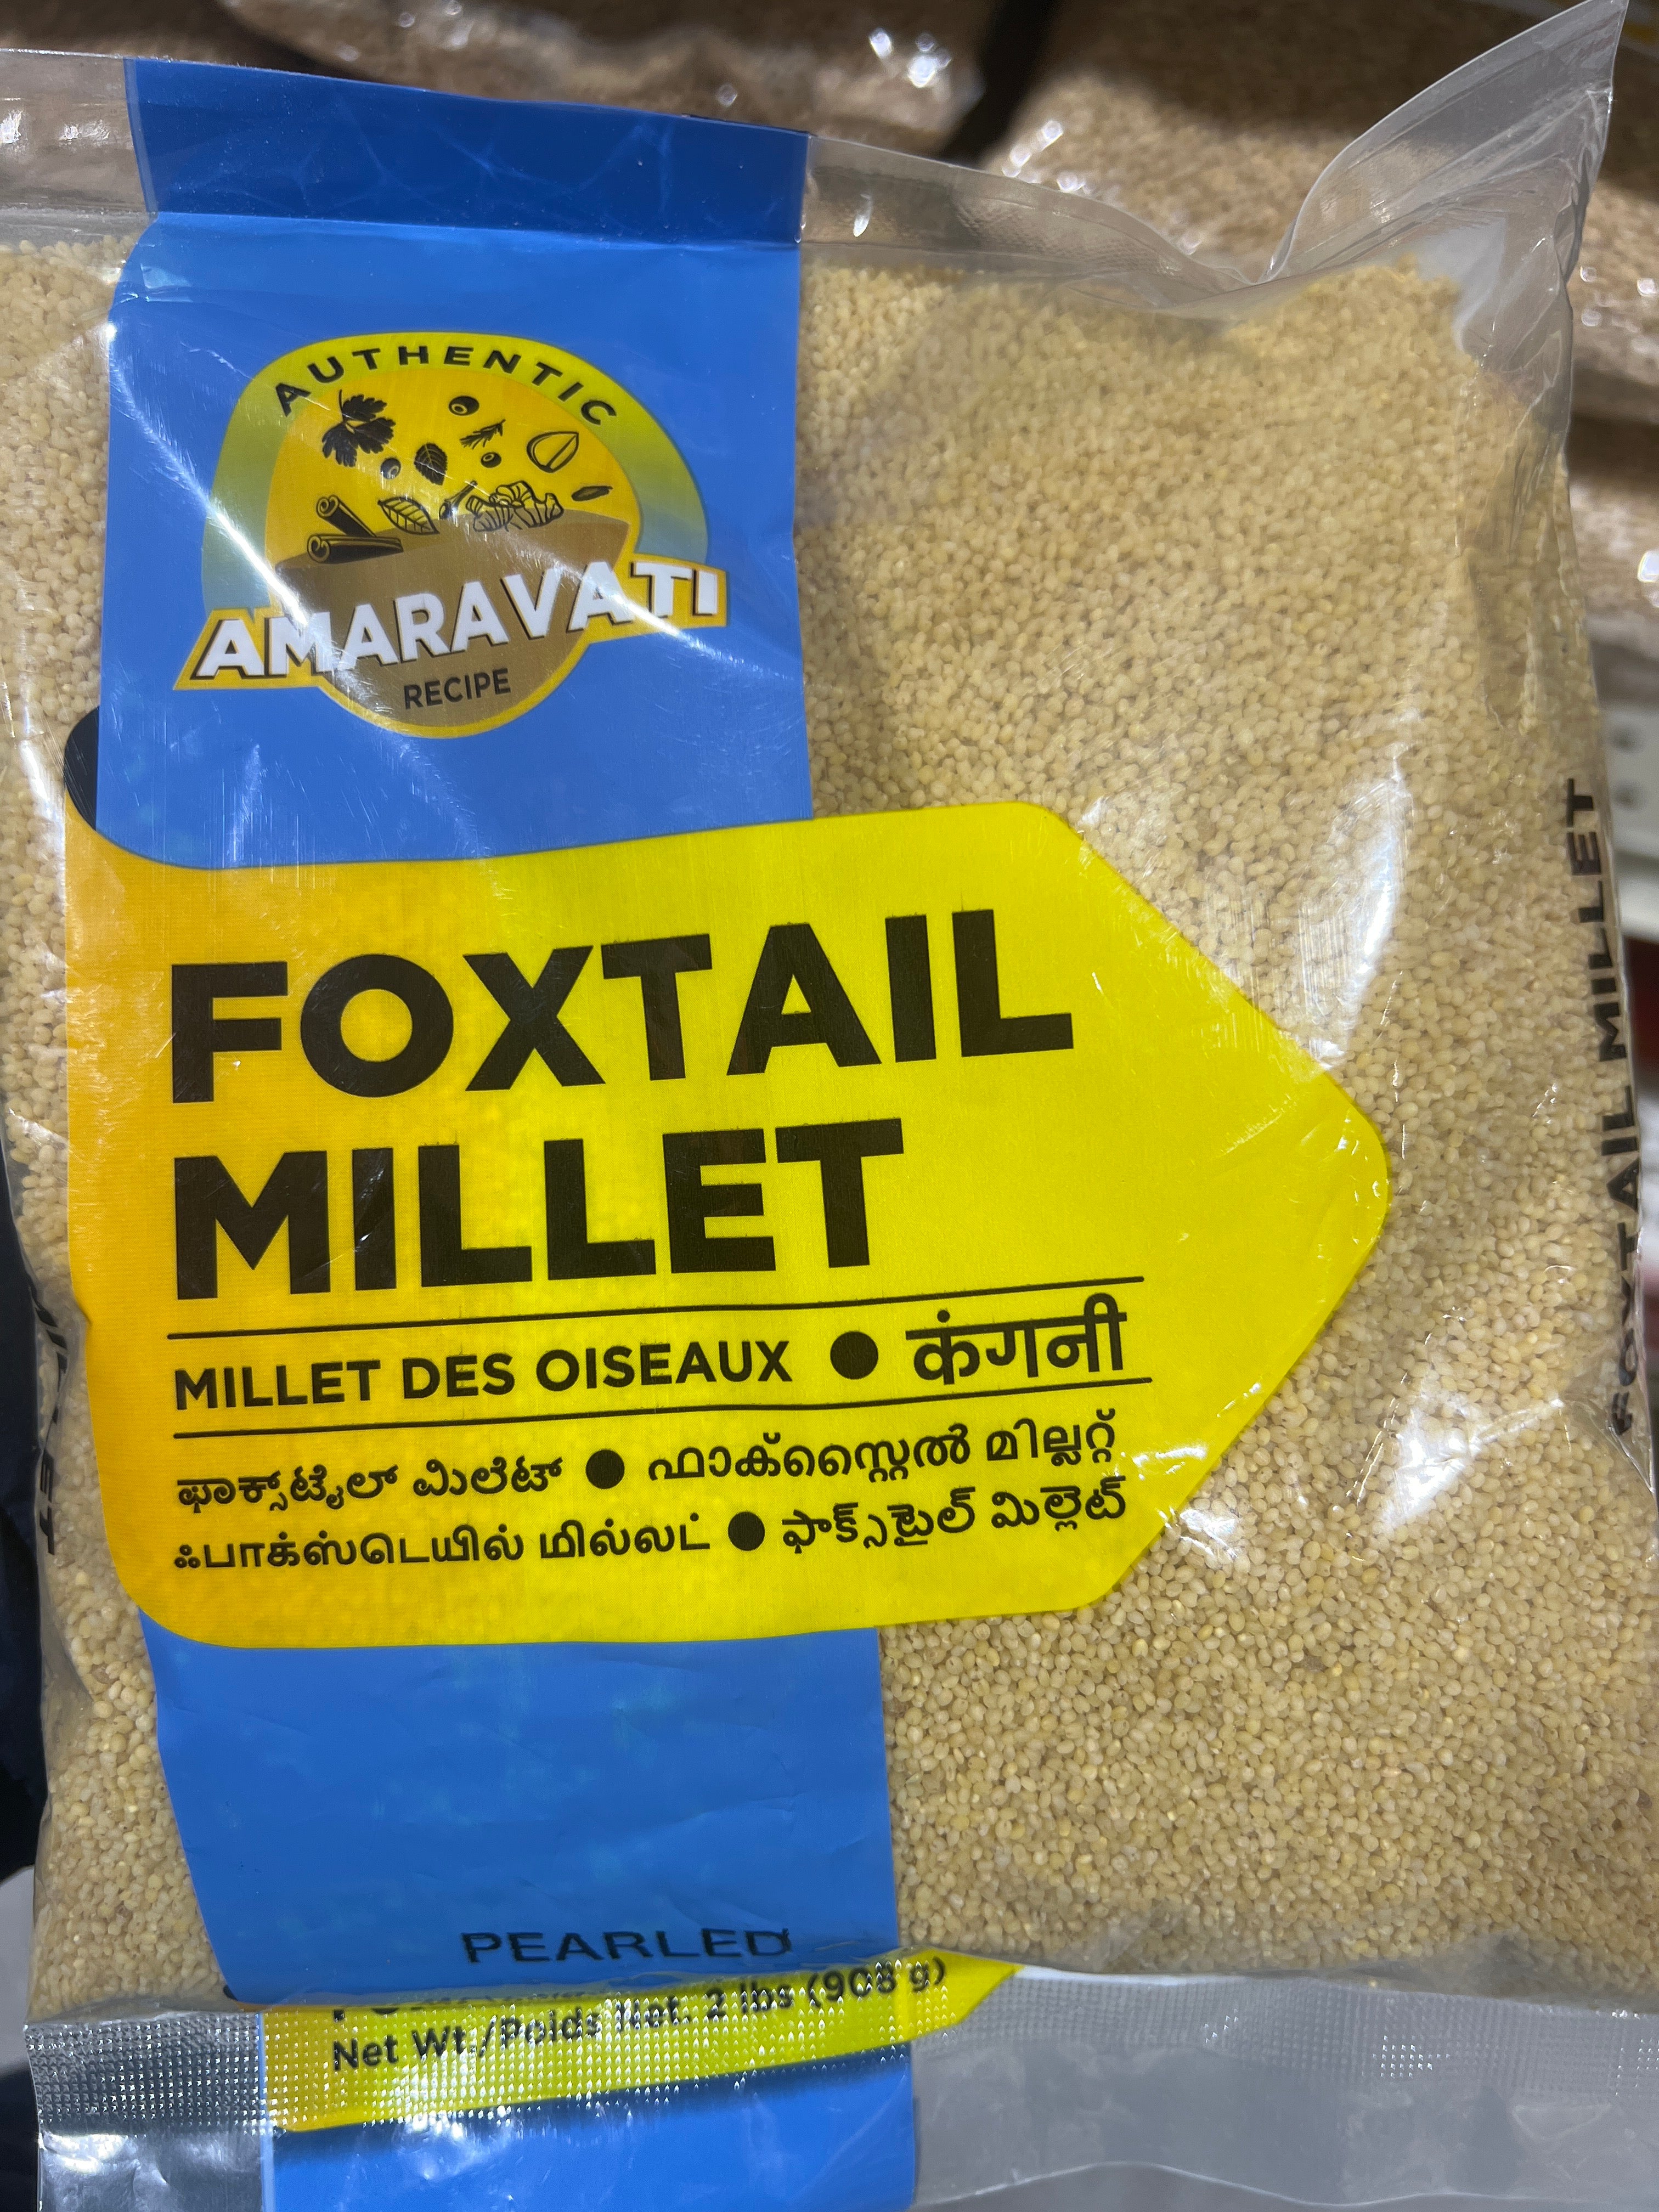 AUTHENTIC
AMARAVATI
RECIPE
FOXTAIL
MILLET
MILLET DES OISEAUX ● कंगनी
ಫಾಕ್ಸ್‌ಟೈಲ್ ಮಿಲೆಟ್ ● ഫാക്സ്റ്റൈൽ മില്ലറ്റ്
ஃபாக்ஸ்டெயில் மில்லட் ● ఫాక్స్‌టైల్ మిల్లెట్
PEARLED
Net Wt./Poids Net: 2 lbs (908 g)
FOXTAIL MILLET